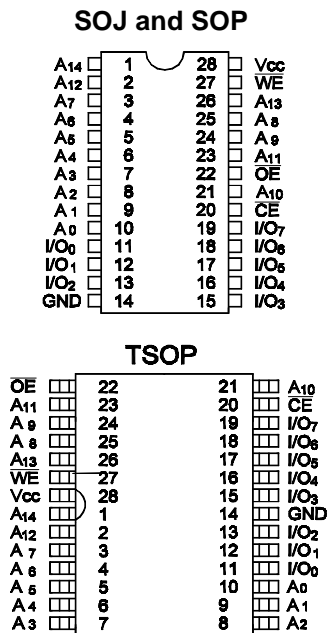 SOJ and SOP
A14 1 28 Vcc
A12 2 27 WE
A7 3 26 A13
A6 4 25 A8
A5 5 24 A9
A4 6 23 A11
A3 7 22 OE
A2 8 21 A10
A1 9 20 CE
A0 10 19 I/O7
I/O0 11 18 I/O6
I/O1 12 17 I/O5
I/O2 13 16 I/O4
GND 14 15 I/O3
TSOP
OE 22 21 A10
A11 23 20 CE
A9 24 19 I/O7
A8 25 18 I/O6
A13 26 17 I/O5
WE 27 16 I/O4
Vcc 28 15 I/O3
A14 1 14 GND
A12 2 13 I/O2
A7 3 12 I/O1
A6 4 11 I/O0
A5 5 10 A0
A4 6 9 A1
A3 7 8 A2